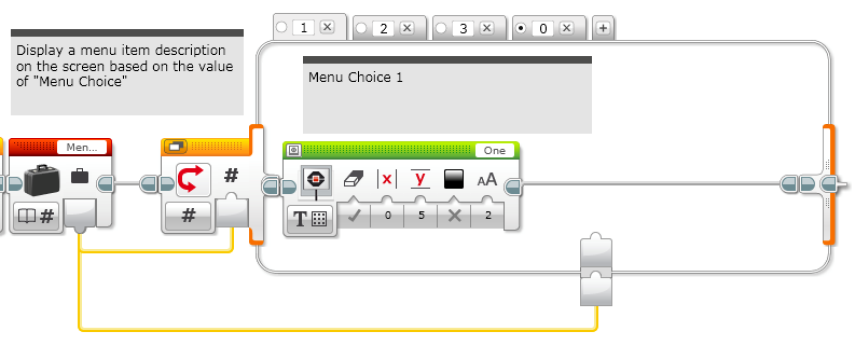 1 2 3 0
Display a menu item description
on the screen based on the value
of "Menu Choice"
Menu Choice 1
Men...
One
#
x y AA
#
#
T
0 5 2